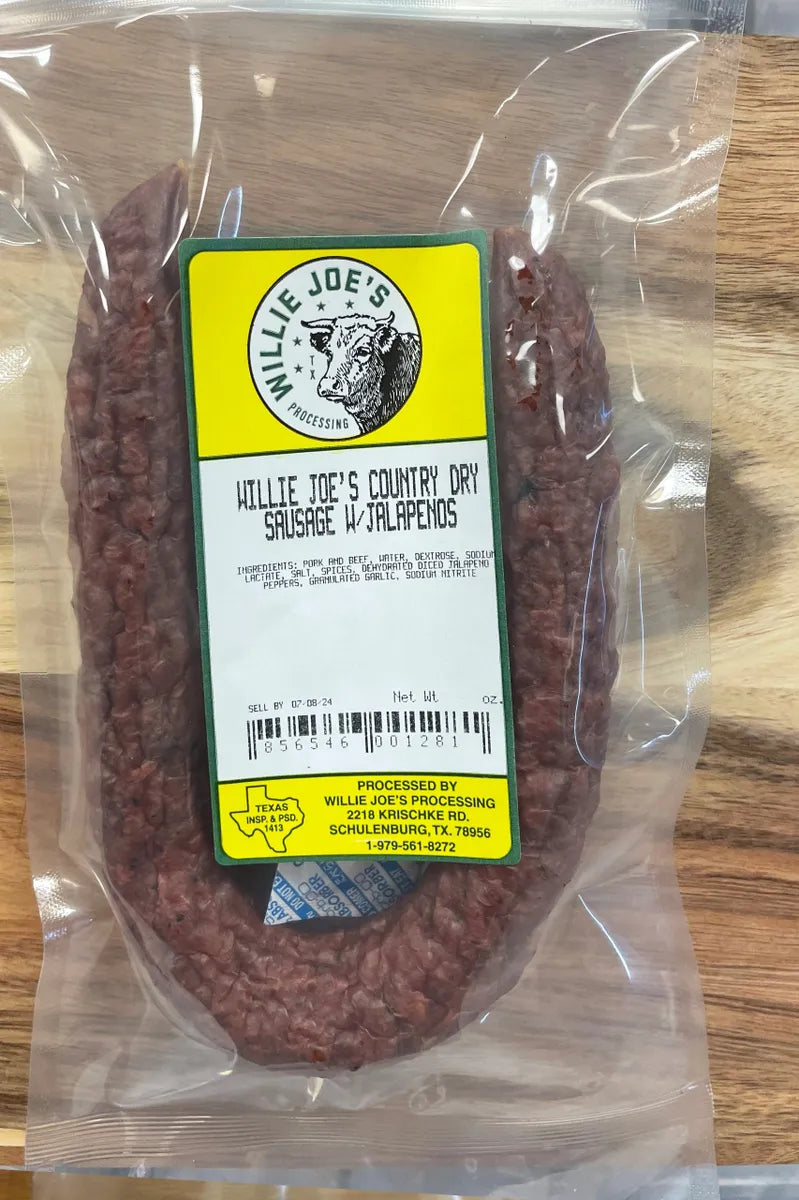 WILLIE JOE'S
TX
PROCESSING
WILLIE JOE'S COUNTRY DRY
SAUSAGE W/JALAPENOS
INGREDIENTS: PORK AND BEEF, WATER, DEXTROSE, SODIUM
LACTATE, SALT, SPICES, DEHYDRATED DICED JALAPENO
PEPPERS, GRANULATED GARLIC, SODIUM NITRITE
SELL BY 07-08-24 Net Wt oz.
856546 001281
TEXAS
INSP. & PSD.
1413
PROCESSED BY
WILLIE JOE'S PROCESSING
2218 KRISCHKE RD.
SCHULENBURG, TX. 78956
1-979-561-8272
DO NOT